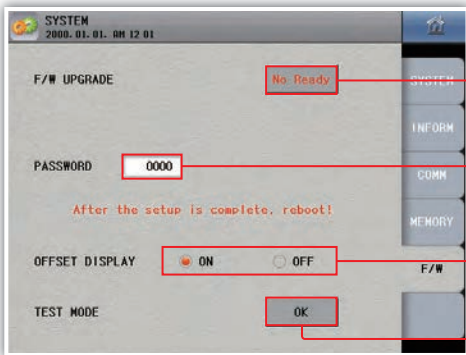 SYSTEM
2000. 01. 01. AM 12 01
F/W UPGRADE
No Ready
SYSTEM
INFORM
PASSWORD
0000
COMM
After the setup is complete, reboot!
MEMORY
OFFSET DISPLAY
ON
OFF
F/W
TEST MODE
OK